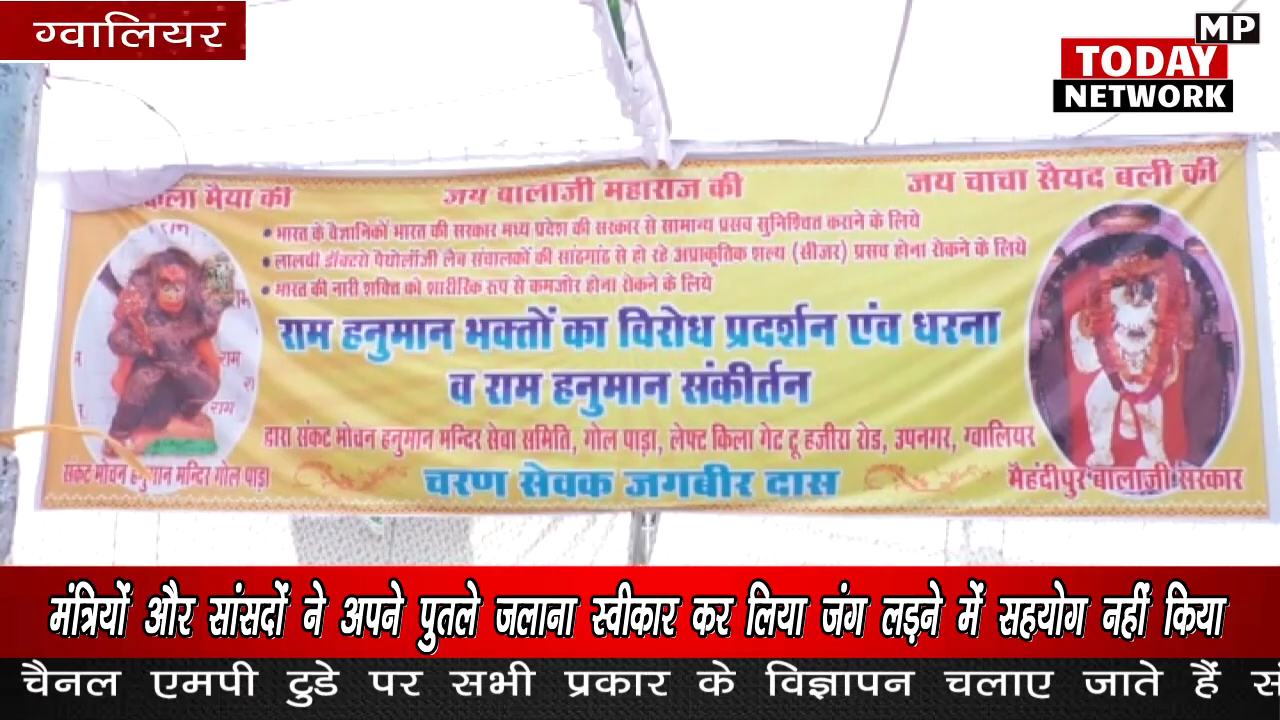 ग्वालियर
MP
TODAY
NETWORK
मैया की
जय बालाजी महाराज की
जय चाचा सैयद बली की
• भारत के वैज्ञानिकों भारत की सरकार मध्य प्रदेश की सरकार से सामान्य प्रसव सुनिश्चित कराने के लिये
• लालची डॉक्टरो पैथोलॉजी लैब संचालकों की सांठगांठ से हो रहे अप्राकृतिक शल्य (सीजर) प्रसव होना रोकने के लिये
• भारत की नारी शक्ति को शारीरिक रूप से कमजोर होना रोकने के लिये
राम हनुमान भक्तों का विरोध प्रदर्शन एंव धरना
व राम हनुमान संकीर्तन
राम
राम
द्वारा संकट मोचन हनुमान मन्दिर सेवा समिति, गोल पाड़ा, लेफ्ट किला गेट टू हजीरा रोड, उपनगर, ग्वालियर
संकट मोचन हनुमान मन्दिर गोल पाड़ा
चरण सेवक जगबीर दास
मैहंदीपुर बालाजी सरकार
मंत्रियों और सांसदों ने अपने पुतले जलाना स्वीकार कर लिया जंग लड़ने में सहयोग नहीं किया
चैनल एमपी टुडे पर सभी प्रकार के विज्ञापन चलाए जाते हैं